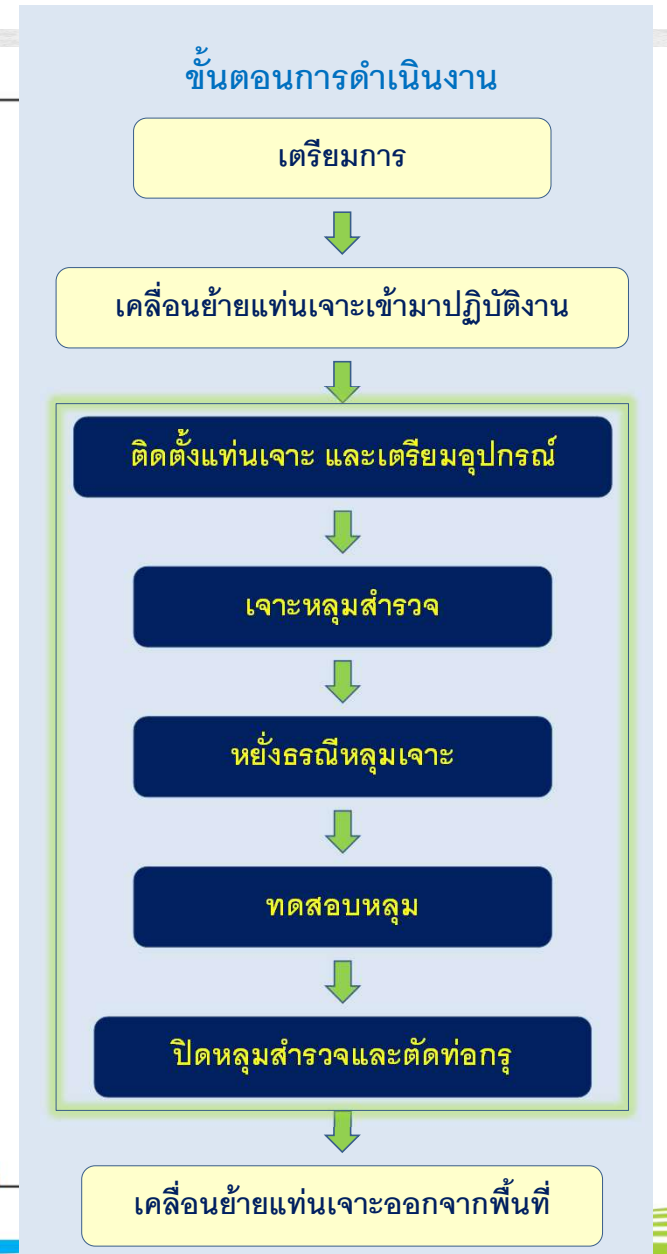 ขั้นตอนการดำเนินงาน
เตรียมการ
เคลื่อนย้ายแท่นเจาะเข้ามาปฏิบัติงาน
ติดตั้งแท่นเจาะ และเตรียมอุปกรณ์
เจาะหลุมสำรวจ
หยั่งธรณีหลุมเจาะ
ทดสอบหลุม
ปิดหลุมสำรวจและตัดท่อกรุ
เคลื่อนย้ายแท่นเจาะออกจากพื้นที่